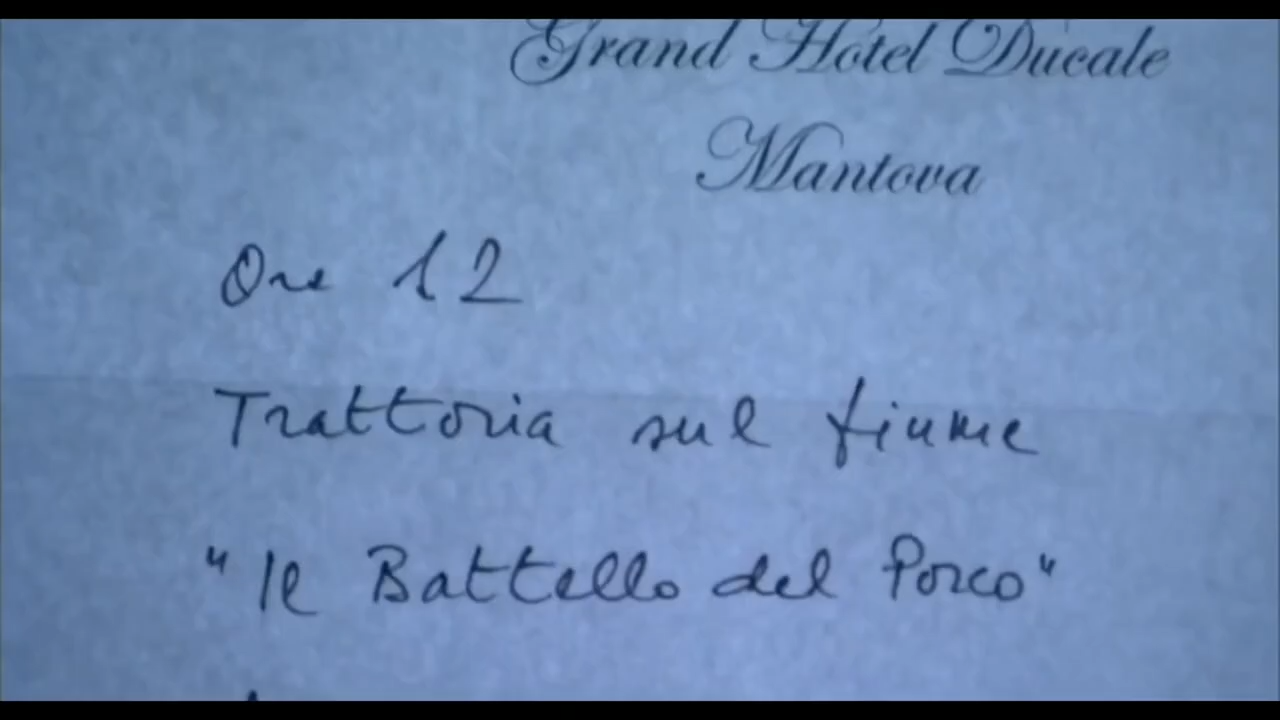 Grand Hotel Ducale
Mantova
Ore 12
Trattoria sul fiume
"Il Battello del Porco"